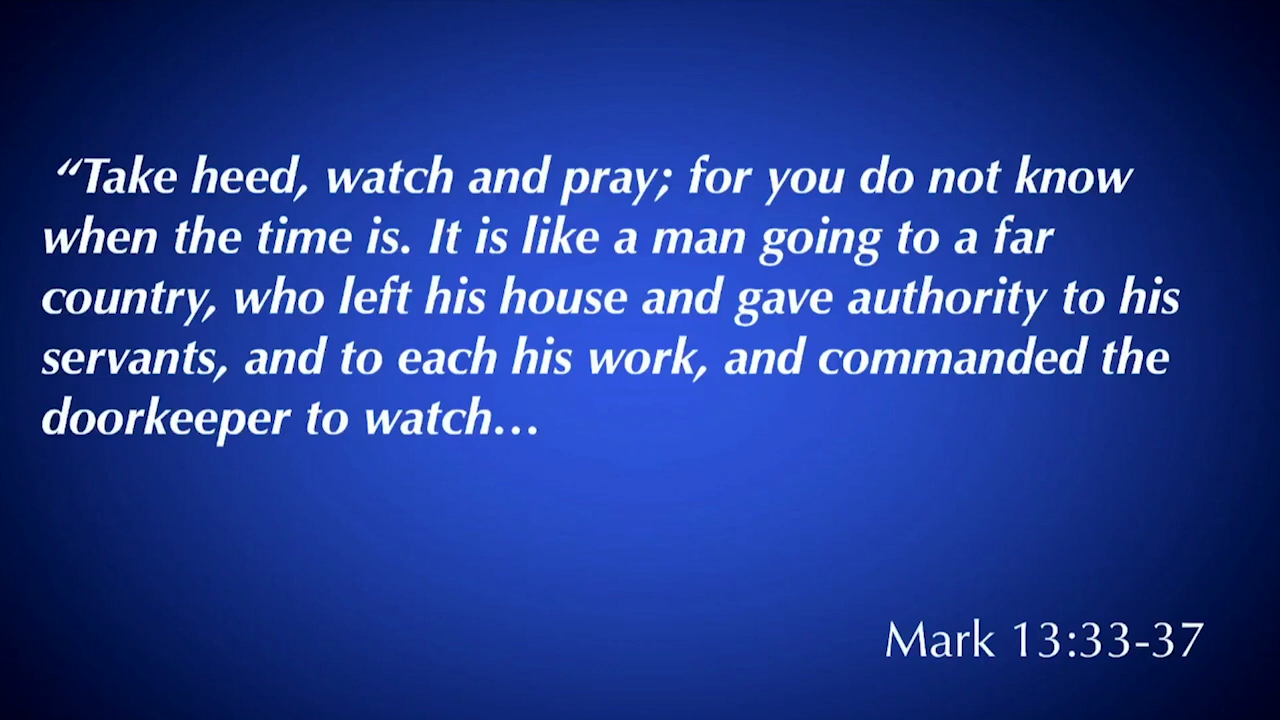 “Take heed, watch and pray; for you do not know
when the time is. It is like a man going to a far
country, who left his house and gave authority to his
servants, and to each his work, and commanded the
doorkeeper to watch…
Mark 13:33-37